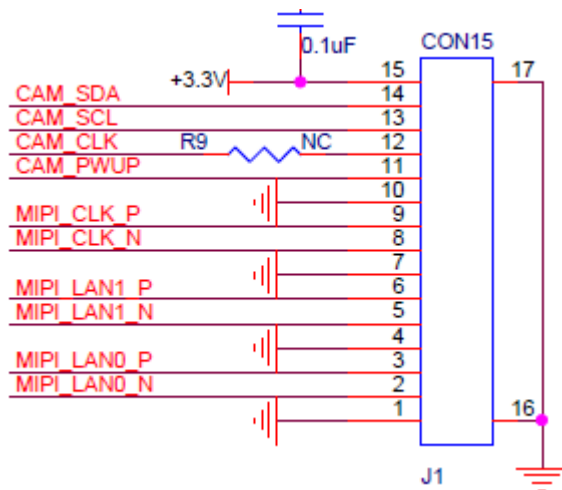 0.1uF
CON15
+3.3V 15 17
CAM_SDA 14
CAM_SCL 13
CAM_CLK R9 NC 12
CAM_PWUP 11
10
MIPI_CLK_P 9
MIPI_CLK_N 8
7
MIPI_LAN1_P 6
MIPI_LAN1_N 5
4
MIPI_LAN0_P 3
MIPI_LAN0_N 2
1 16
J1